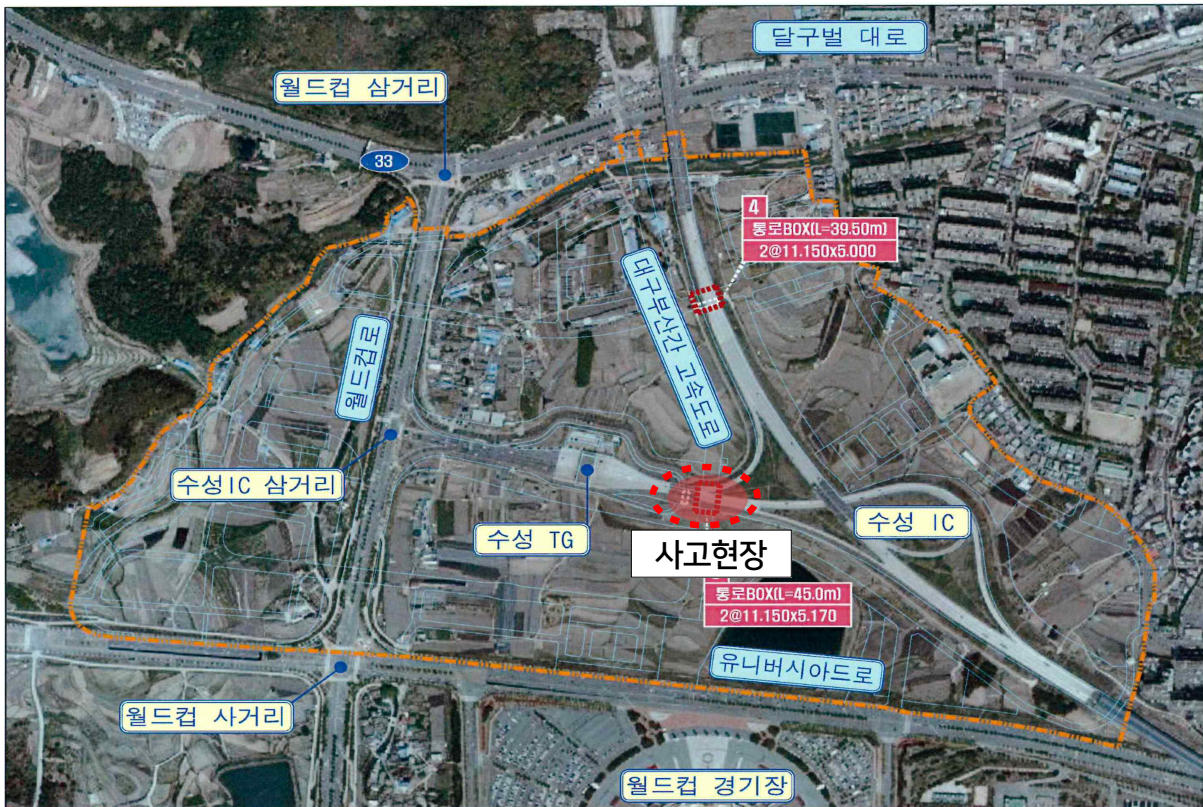 달구벌 대로
월드컵 삼거리
33
4
통로BOX(L=39.50m)
2@11.150x5.000
대구부산간 고속도로
월드컵로
수성IC 삼거리
수성 TG
수성 IC
사고현장
통로BOX(L=45.0m)
2@11.150x5.170
유니버시아드로
월드컵 사거리
월드컵 경기장